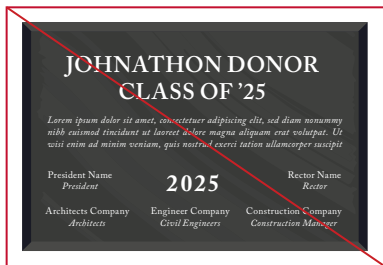 JOHNATHON DONOR
CLASS OF ’25
Lorem ipsum dolor sit amet, consectetuer adipiscing elit, sed diam nonummy
nibh euismod tincidunt ut laoreet dolore magna aliquam erat volutpat. Ut
wisi enim ad minim veniam, quis nostrud exerci tation ullamcorper suscipit
President Name
President
2025
Rector Name
Rector
Architects Company
Architects
Engineer Company
Civil Engineers
Construction Company
Construction Manager